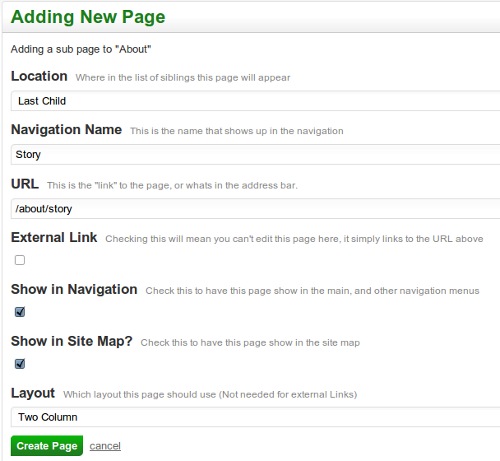 Adding New Page
Adding a sub page to "About"
Location Where in the list of siblings this page will appear
Last Child
Navigation Name This is the name that shows up in the navigation
Story
URL This is the "link" to the page, or whats in the address bar.
/about/story
External Link Checking this will mean you can't edit this page here, it simply links to the URL above
Show in Navigation Check this to have this page show in the main, and other navigation menus
Show in Site Map? Check this to have this page show in the site map
Layout Which layout this page should use (Not needed for external Links)
Two Column
Create Page cancel